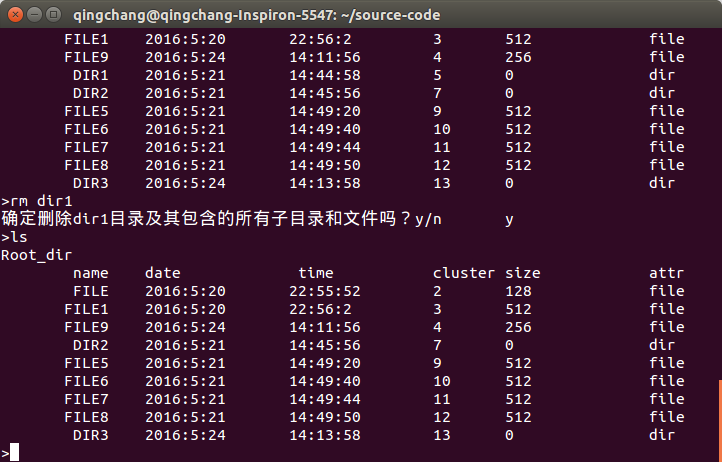 qingchang@qingchang-Inspiron-5547: ~/source-code
FILE1 2016:5:20 22:56:2 3 512 file
FILE9 2016:5:24 14:11:56 4 256 file
DIR1 2016:5:21 14:44:58 5 0 dir
DIR2 2016:5:21 14:45:56 7 0 dir
FILE5 2016:5:21 14:49:20 9 512 file
FILE6 2016:5:21 14:49:40 10 512 file
FILE7 2016:5:21 14:49:44 11 512 file
FILE8 2016:5:21 14:49:50 12 512 file
DIR3 2016:5:24 14:13:58 13 0 dir
>rm dir1
确定删除dir1目录及其包含的所有子目录和文件吗？y/n y
>ls
Root_dir
name date time cluster size attr
FILE 2016:5:20 22:55:52 2 128 file
FILE1 2016:5:20 22:56:2 3 512 file
FILE9 2016:5:24 14:11:56 4 256 file
DIR2 2016:5:21 14:45:56 7 0 dir
FILE5 2016:5:21 14:49:20 9 512 file
FILE6 2016:5:21 14:49:40 10 512 file
FILE7 2016:5:21 14:49:44 11 512 file
FILE8 2016:5:21 14:49:50 12 512 file
DIR3 2016:5:24 14:13:58 13 0 dir
>